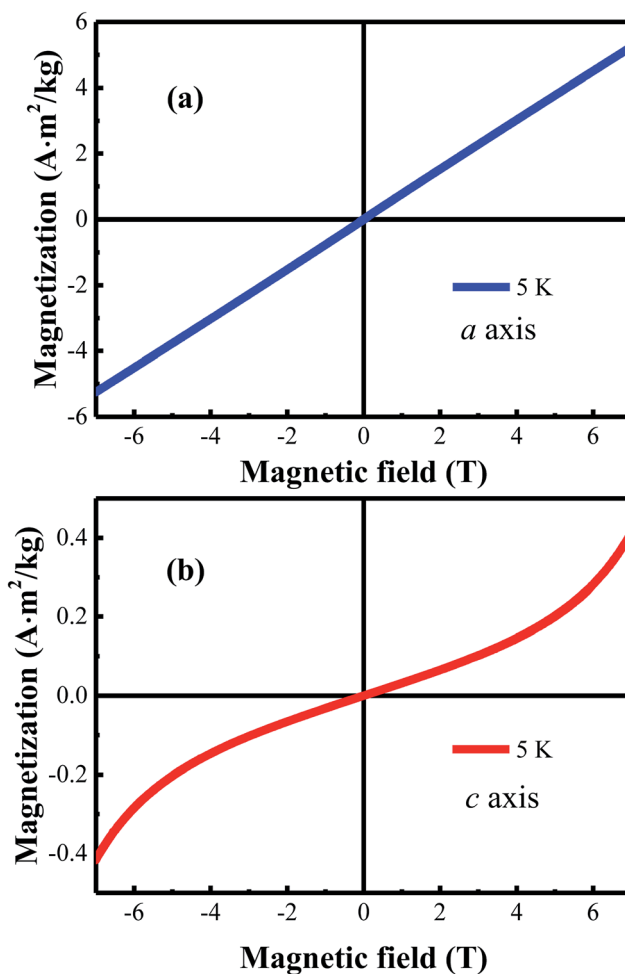 6
4
2
0
-2
-4
-6
Magnetization (A·m²/kg)
(a)
5 K
a axis
-6 -4 -2 0 2 4 6
Magnetic field (T)
0.4
0.2
0.0
-0.2
-0.4
Magnetization (A·m²/kg)
(b)
5 K
c axis
-6 -4 -2 0 2 4 6
Magnetic field (T)